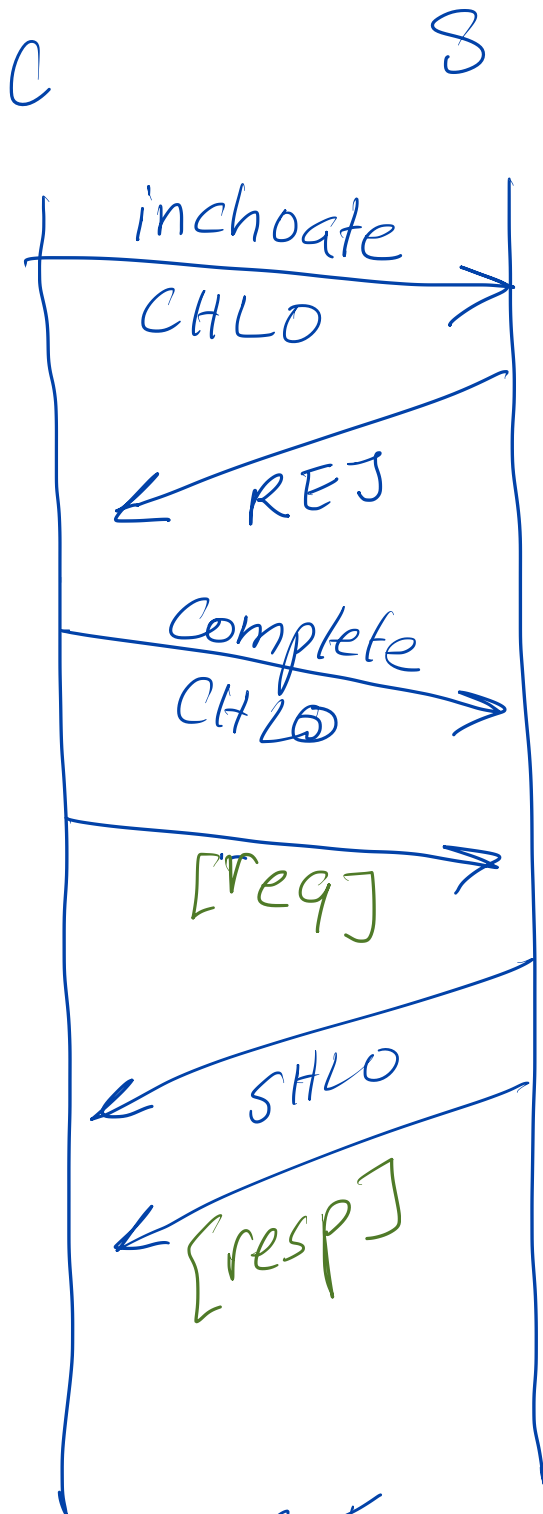 C S
inchoate
CHLO
REJ
Complete
CHLO
[req]
SHLO
[resp]